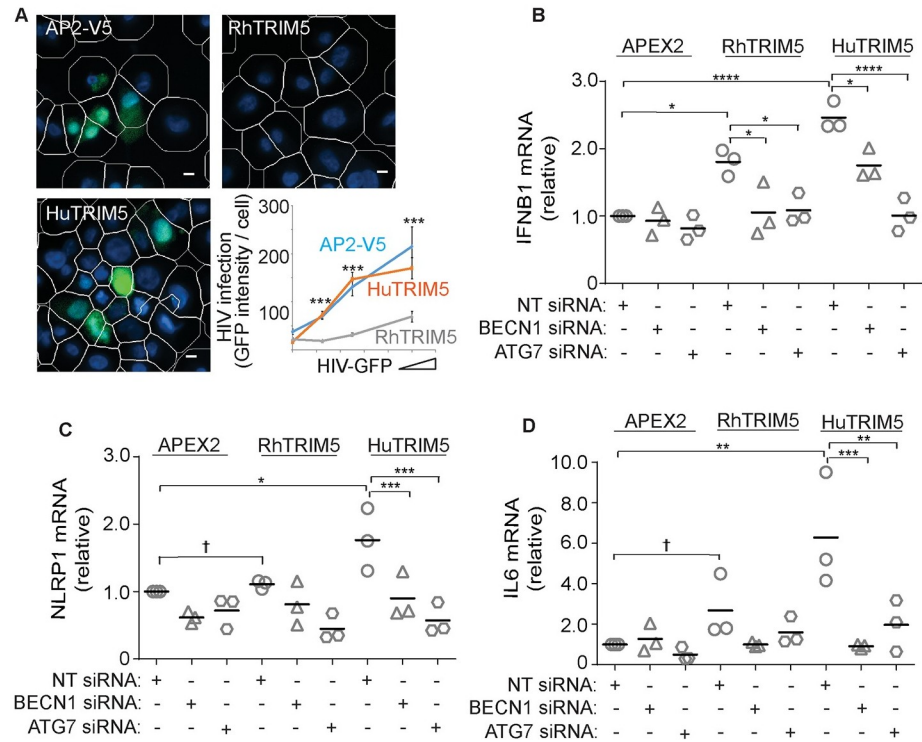 A
AP2-V5
RhTRIM5
HuTRIM5
HIV infection
(GFP intensity / cell)
300
200
100
***
***
***
AP2-V5
HuTRIM5
RhTRIM5
HIV-GFP
B
APEX2 RhTRIM5 HuTRIM5
IFNB1 mRNA
(relative)
3.0
2.0
1.0
0
**** ****
* *
* *
NT siRNA: + - - + - - + - -
BECN1 siRNA: - + - - + - - + -
ATG7 siRNA: - - + - - + - - +
C
APEX2 RhTRIM5 HuTRIM5
NLRP1 mRNA
(relative)
3.0
2.0
1.0
0
***
* ***
†
NT siRNA: + - - + - - + - -
BECN1 siRNA: - + - - + - - + -
ATG7 siRNA: - - + - - + - - +
D
APEX2 RhTRIM5 HuTRIM5
IL6 mRNA
(relative)
10.0
8.0
6.0
4.0
2.0
0
** **
***
†
NT siRNA: + - - + - - + - -
BECN1 siRNA: - + - - + - - + -
ATG7 siRNA: - - + - - + - - +